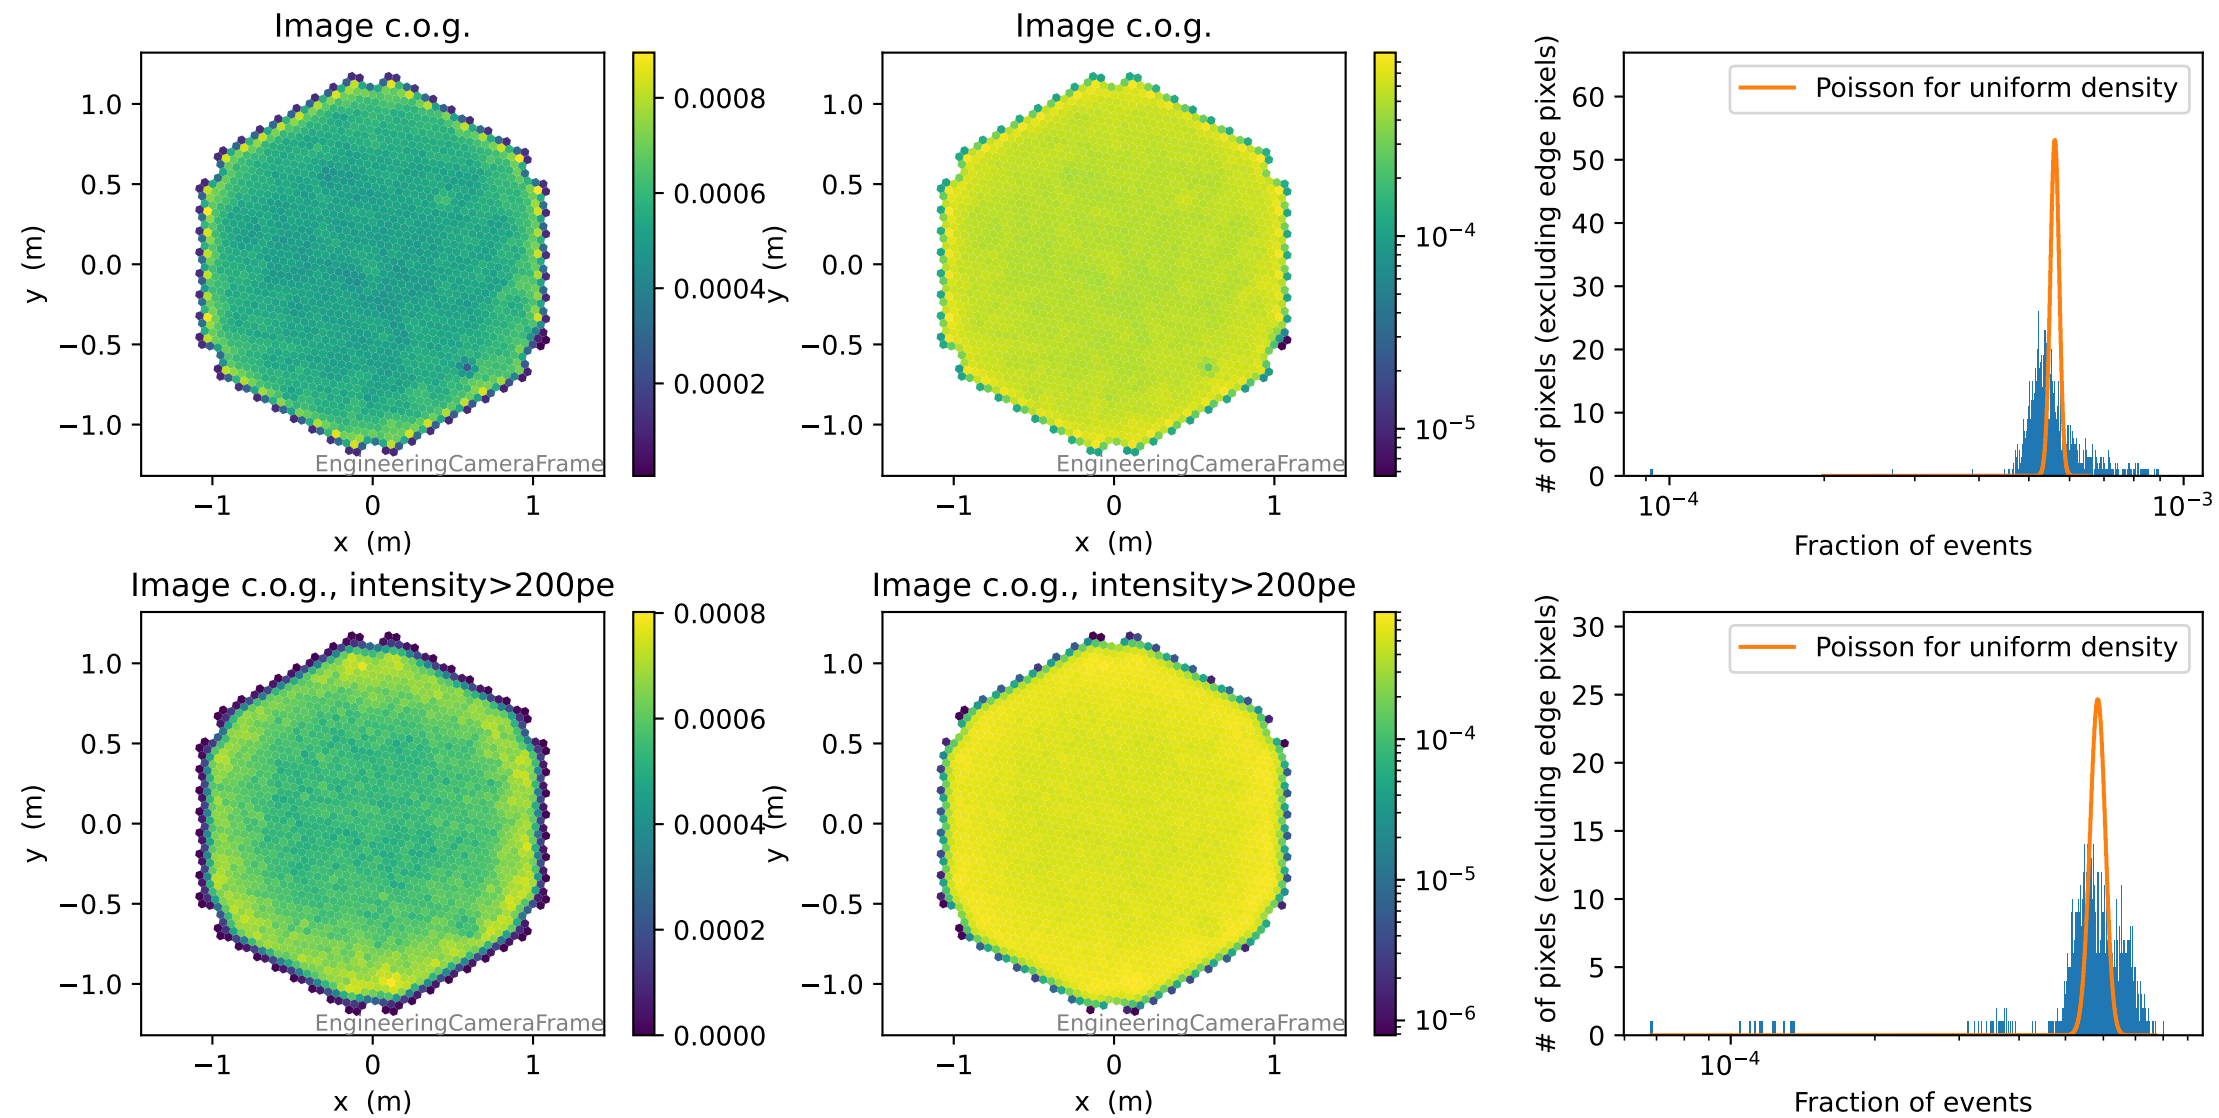 Image c.o.g.
1.0
0.5
0.0
−0.5
−1.0
y (m)
−1 0 1
x (m)
EngineeringCameraFrame
0.0008
0.0006
0.0004
0.0002
Image c.o.g.
1.0
0.5
0.0
−0.5
−1.0
y (m)
−1 0 1
x (m)
EngineeringCameraFrame
10⁻⁴
10⁻⁵
# of pixels (excluding edge pixels)
60
50
40
30
20
10
0
Poisson for uniform density
10⁻⁴ 10⁻³
Fraction of events
Image c.o.g., intensity>200pe
1.0
0.5
0.0
−0.5
−1.0
y (m)
−1 0 1
x (m)
EngineeringCameraFrame
0.0008
0.0006
0.0004
0.0002
0.0000
Image c.o.g., intensity>200pe
1.0
0.5
0.0
−0.5
−1.0
y (m)
−1 0 1
x (m)
EngineeringCameraFrame
10⁻⁴
10⁻⁵
10⁻⁶
# of pixels (excluding edge pixels)
30
25
20
15
10
5
0
Poisson for uniform density
10⁻⁴
Fraction of events